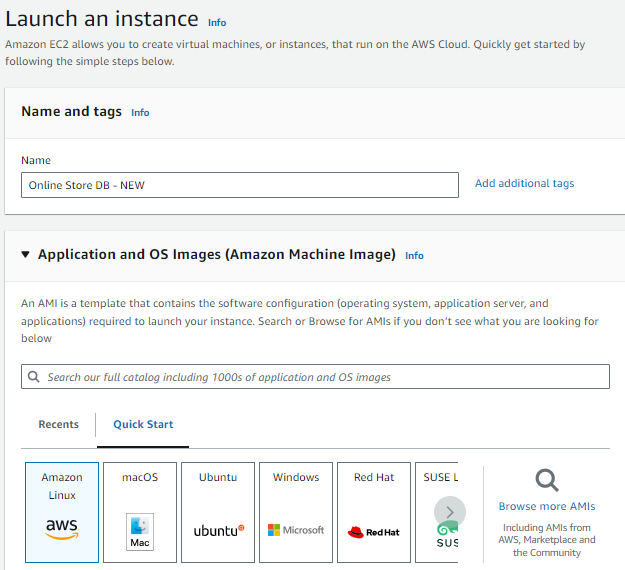 Launch an instance Info
Amazon EC2 allows you to create virtual machines, or instances, that run on the AWS Cloud. Quickly get started by
following the simple steps below.
Name and tags Info
Name
Online Store DB - NEW
Add additional tags
Application and OS Images (Amazon Machine Image) Info
An AMI is a template that contains the software configuration (operating system, application server, and
applications) required to launch your instance. Search or Browse for AMIs if you don't see what you are looking for
below
Search our full catalog including 1000s of application and OS images
Recents
Quick Start
Amazon
Linux
aws
macOS
Mac
Ubuntu
ubuntu
Windows
Microsoft
Red Hat
Red Hat
SUSE L
SUS
Browse more AMIs
Including AMIs from
AWS, Marketplace and
the Community